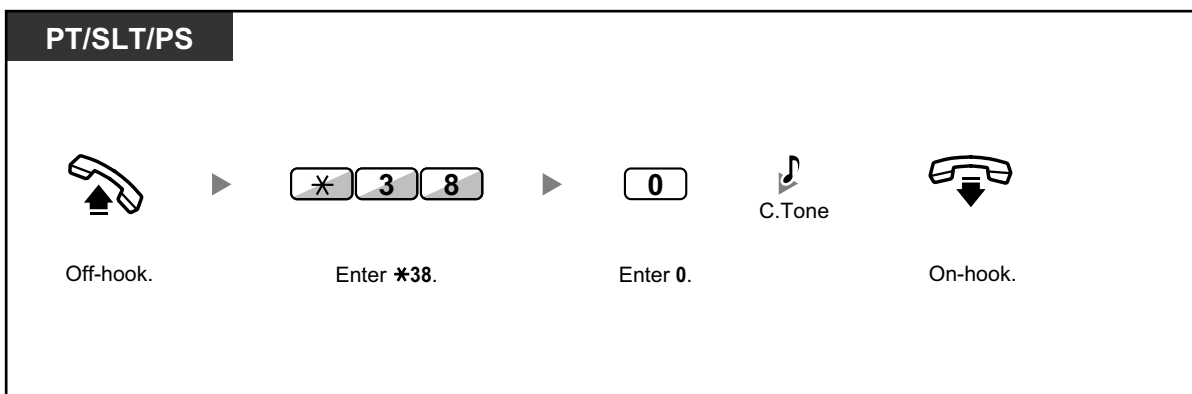 PT/SLT/PS
* 3 8
0
C.Tone
Off-hook.
Enter *38.
Enter 0.
On-hook.